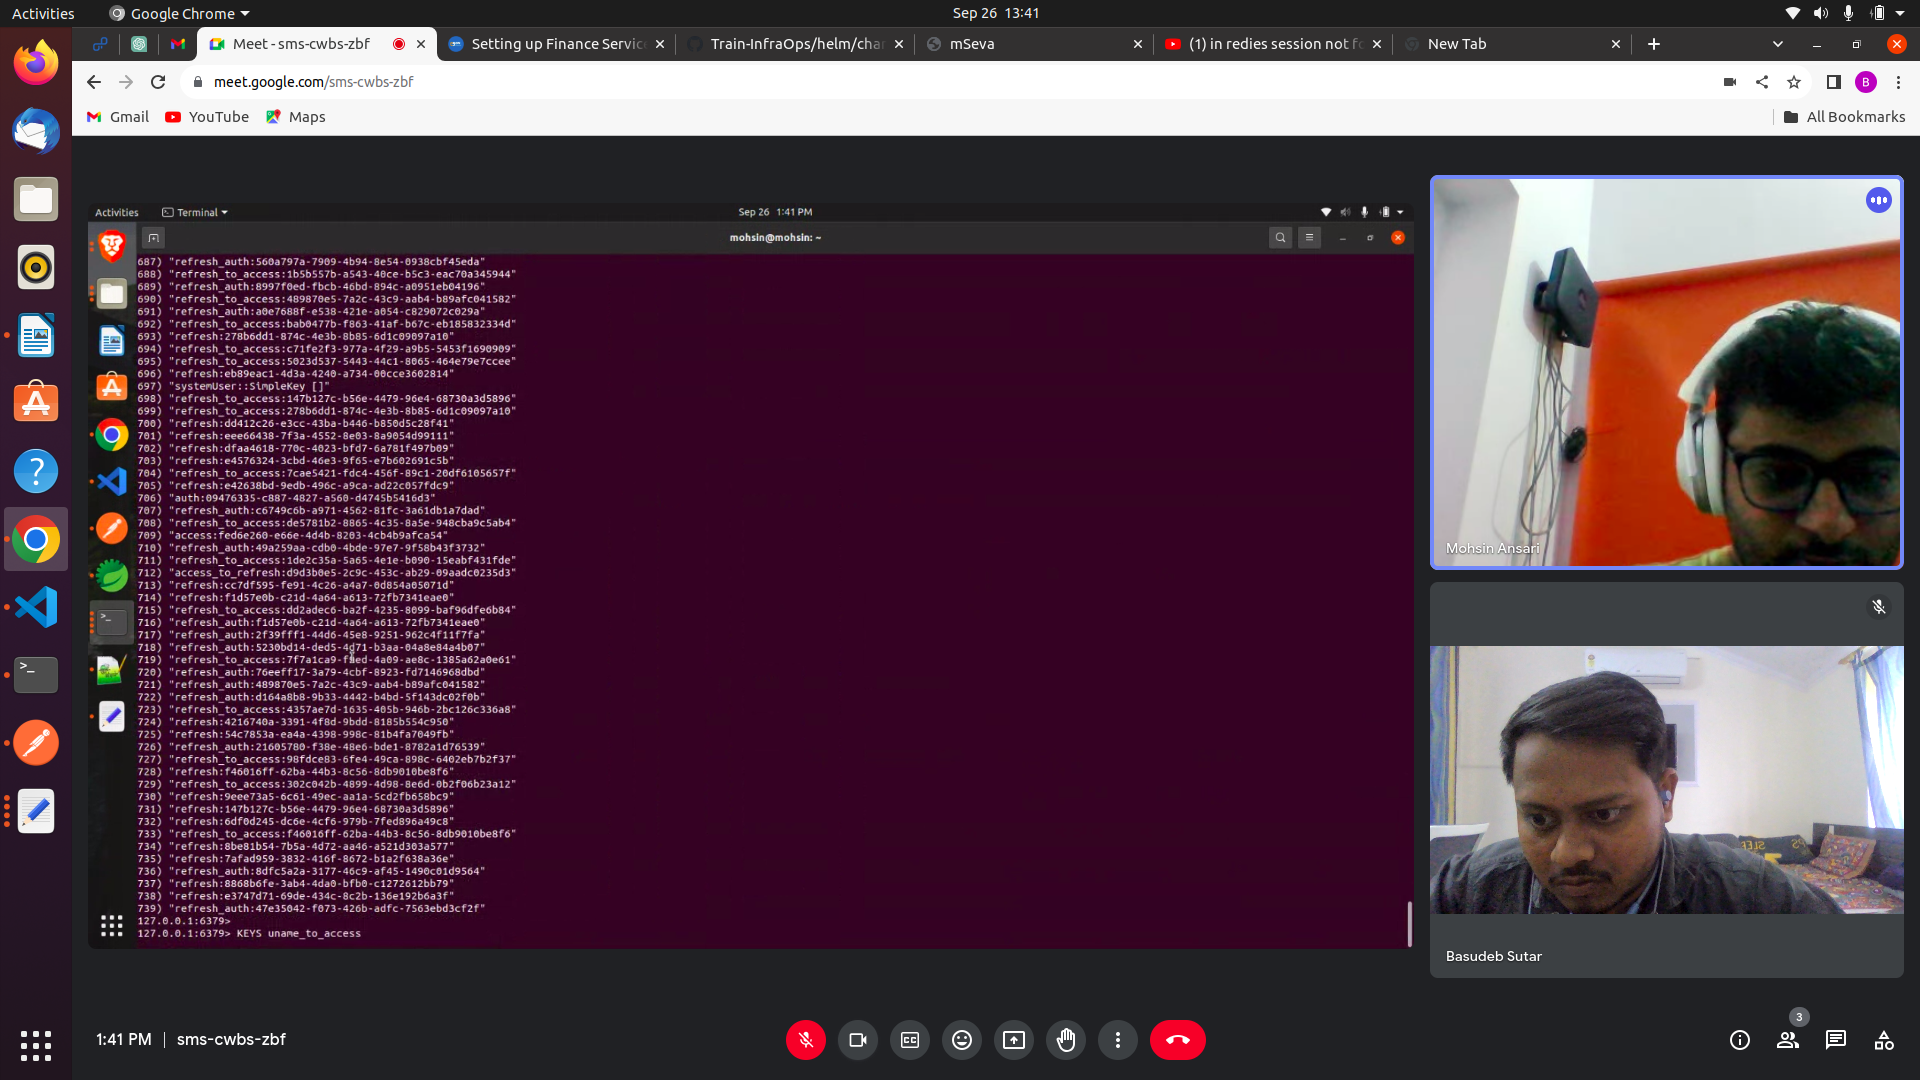 Activities
Google Chrome
Sep 26 13:41
Meet - sms-cwbs-zbf
Setting up Finance Servic
Train-InfraOps/helm/cha
mSeva
(1) in redies session not fo
New Tab
meet.google.com/sms-cwbs-zbf
B
Gmail
YouTube
Maps
All Bookmarks
Activities
Terminal
Sep 26 1:41 PM
mohsin@mohsin: ~
687) "refresh_auth:560a797a-7909-4b94-8e54-0938cbf45eda"
688) "refresh_to_access:1b5b557b-a543-40ce-b5c3-eac70a345944"
689) "refresh_auth:8997f0ed-fbcb-46bd-894c-a0951eb04196"
690) "refresh_to_access:489870e5-7a2c-43c9-aab4-b89afc041582"
691) "refresh_auth:a0e7688f-e538-421e-a054-c829072c029a"
692) "refresh_to_access:bab0477b-f863-41af-b67c-eb185832334d"
693) "refresh:278b6dd1-874c-4e3b-8b85-6d1c09097a10"
694) "refresh_to_access:c71fe2f3-977a-4f29-a9b5-5453f1690909"
695) "refresh_to_access:5023d537-5443-44c1-8065-464e79e7ccee"
696) "refresh:eb89eac1-4d3a-4240-a734-00cce3602814"
697) "systemUser::SimpleKey []"
698) "refresh_to_access:147b127c-b56e-4479-96e4-68730a3d5896"
699) "refresh_to_access:278b6dd1-874c-4e3b-8b85-6d1c09097a10"
700) "refresh:dd412c26-e3cc-43ba-b446-b850d5c28f41"
701) "refresh:eee66438-7f3a-4552-8e03-8a9054d99111"
702) "refresh:dfaa4618-770c-4023-bfd7-6a781f497b09"
703) "refresh:e4576324-3cbd-46e3-9f65-e7b602691c5b"
704) "refresh_to_access:7cae5421-fdc4-456f-89c1-20df6105657f"
705) "refresh:e42638bd-9edb-496c-a9ca-ad22c057fdc9"
706) "auth:09476335-c887-4827-a560-d4745b5416d3"
707) "refresh_auth:c6749c6b-a971-4562-81fc-3a61db1a7dad"
708) "refresh_to_access:de5781b2-8865-4c35-8a5e-948cba9c5ab4"
709) "access:fed6e260-e66e-4d4b-8203-4cb4b9afca54"
710) "refresh_auth:49a259aa-cdb0-4bde-97e7-9f58b43f3732"
711) "refresh_to_access:1de2c35a-5a65-4e1e-b090-15eabf431fde"
712) "access_to_refresh:d9d3b0e5-2c9c-453c-ab29-09aadc0235d3"
713) "refresh:cc7df595-fe91-4c26-a4a7-0d854a05071d"
714) "refresh:f1d57e0b-c21d-4a64-a613-72fb7341eae0"
715) "refresh_to_access:dd2adec6-ba2f-4235-8099-baf96dfe6b84"
716) "refresh_auth:f1d57e0b-c21d-4a64-a613-72fb7341eae0"
717) "refresh_auth:2f39fff1-44d6-45e8-9251-962c4f11f7fa"
718) "refresh_auth:5230bd14-ded5-4d71-b3aa-04a8e84a4b07"
719) "refresh_to_access:7f7a1ca9-f1ed-4a09-ae8c-1385a62a0e61"
720) "refresh_auth:76eeff17-3a79-4cbf-8923-fd7146968dbd"
721) "refresh_auth:489870e5-7a2c-43c9-aab4-b89afc041582"
722) "refresh_auth:d164a8b8-9b33-4442-b4bd-5f143dc02f0b"
723) "refresh_to_access:4357ae7d-1635-405b-946b-2bc126c336a8"
724) "refresh:4216740a-3391-4f8d-9bdd-8185b554c950"
725) "refresh:54c7853a-ea4a-4398-998c-81b4fa7049fb"
726) "refresh_auth:21605780-f38e-48e6-bde1-8782a1d76539"
727) "refresh_to_access:98fdce83-6fe4-49ca-898c-6402eb7b2f37"
728) "refresh:f46016ff-62ba-44b3-8c56-8db9010be8f6"
729) "refresh_to_access:302c042b-4899-4d98-8e6d-0b2f06b23a12"
730) "refresh:9eee73a5-6c61-49ec-aa1a-5cd2fb658bc9"
731) "refresh:147b127c-b56e-4479-96e4-68730a3d5896"
732) "refresh:6df0d245-dc6e-4cf6-979b-7fed896a49c8"
733) "refresh_to_access:f46016ff-62ba-44b3-8c56-8db9010be8f6"
734) "refresh:8be81b54-7b5a-4d72-aa46-a521d303a577"
735) "refresh:7afad959-3832-416f-8672-b1a2f638a36e"
736) "refresh_auth:8dfc5a2a-3177-46c9-af45-1490c01d9564"
737) "refresh:8868b6fe-3ab4-4da0-bfb0-c1272612bb79"
738) "refresh:e3747d71-69de-434c-8c2b-136e192b6a3f"
739) "refresh_auth:47e35042-f073-426b-adfc-7563ebd3cf2f"
127.0.0.1:6379>
127.0.0.1:6379> KEYS uname_to_access
Mohsin Ansari
Basudeb Sutar
1:41 PM | sms-cwbs-zbf
3